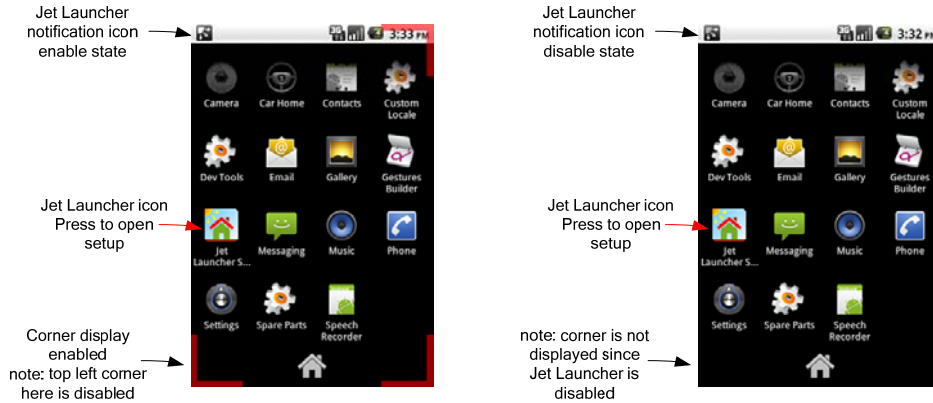 Jet Launcher
notification icon
enable state
3:33 PM
Camera
Car Home
Contacts
Custom
Locale
Dev Tools
Email
Gallery
Gestures
Builder
Jet Launcher icon
Press to open
setup
Jet
Launcher S...
Messaging
Music
Phone
Settings
Spare Parts
Speech
Recorder
Corner display
enabled
note: top left corner
here is disabled
Jet Launcher
notification icon
disable state
3:32 PM
Camera
Car Home
Contacts
Custom
Locale
Dev Tools
Email
Gallery
Gestures
Builder
Jet Launcher icon
Press to open
setup
Jet
Launcher S...
Messaging
Music
Phone
Settings
Spare Parts
Speech
Recorder
note: corner is not
displayed since
Jet Launcher is
disabled